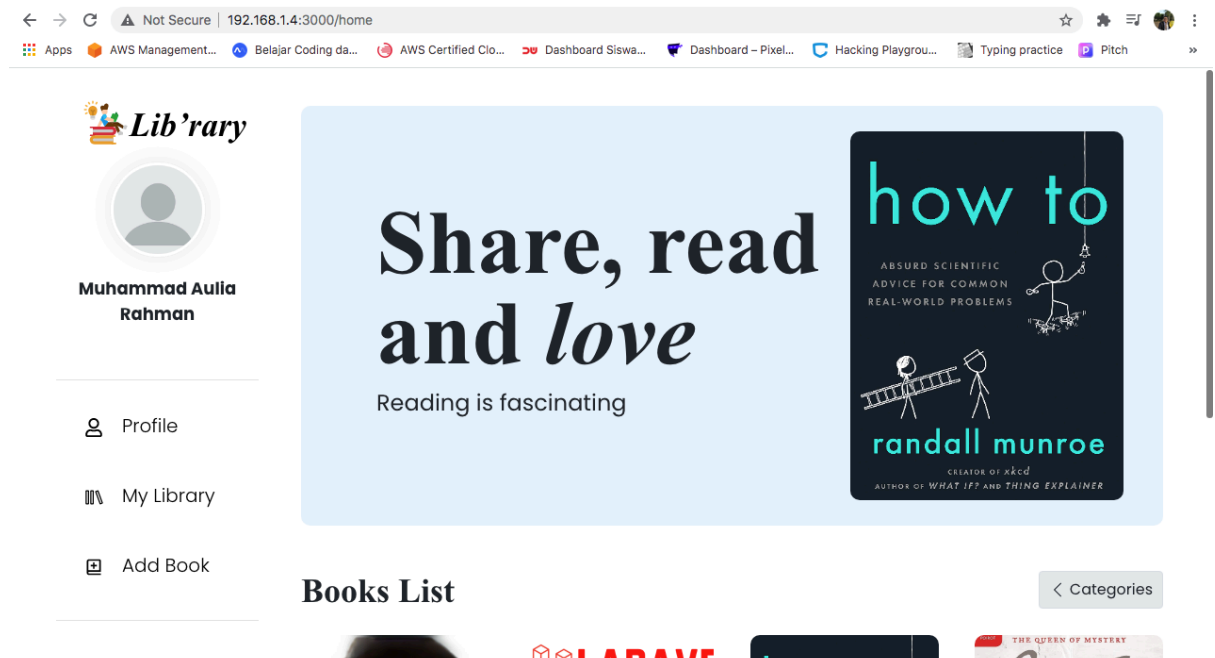 Not Secure | 192.168.1.4:3000/home
Apps AWS Management... Belajar Coding da... AWS Certified Clo... Dashboard Siswa... Dashboard – Pixel... Hacking Playgrou... Typing practice Pitch »
Lib'rary
Muhammad Aulia
Rahman
Profile
My Library
Add Book
Share, read
and love
Reading is fascinating
how to
ABSURD SCIENTIFIC
ADVICE FOR COMMON
REAL-WORLD PROBLEMS
randall munroe
CREATOR OF xkcd
AUTHOR OF WHAT IF? AND THING EXPLAINER
Books List
Categories
THE QUEEN OF MYSTERY